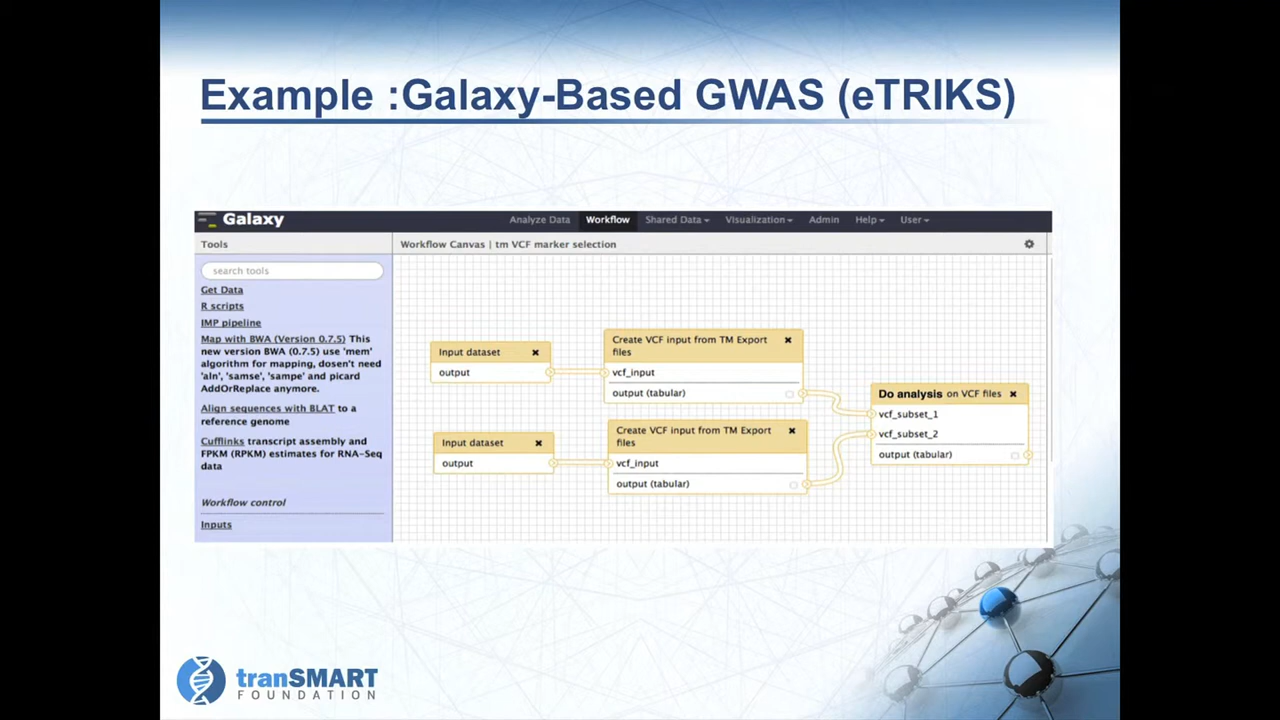 Example :Galaxy-Based GWAS (eTRIKS)
Galaxy
Analyze Data Workflow Shared Data Visualization Admin Help User
Tools
Workflow Canvas | tm VCF marker selection
search tools
Get Data
R scripts
IMP pipeline
Map with BWA (Version 0.7.5) This
new version BWA (0.7.5) use 'mem'
algorithm for mapping, dosen't need
'aln', 'samse', 'sampe' and picard
AddOrReplace anymore.
Align sequences with BLAT to a
reference genome
Cufflinks transcript assembly and
FPKM (RPKM) estimates for RNA-Seq
data
Workflow control
Inputs
Input dataset
output
Create VCF input from TM Export
files
vcf_input
output (tabular)
Input dataset
output
Create VCF input from TM Export
files
vcf_input
output (tabular)
Do analysis on VCF files
vcf_subset_1
vcf_subset_2
output (tabular)
tranSMART
FOUNDATION